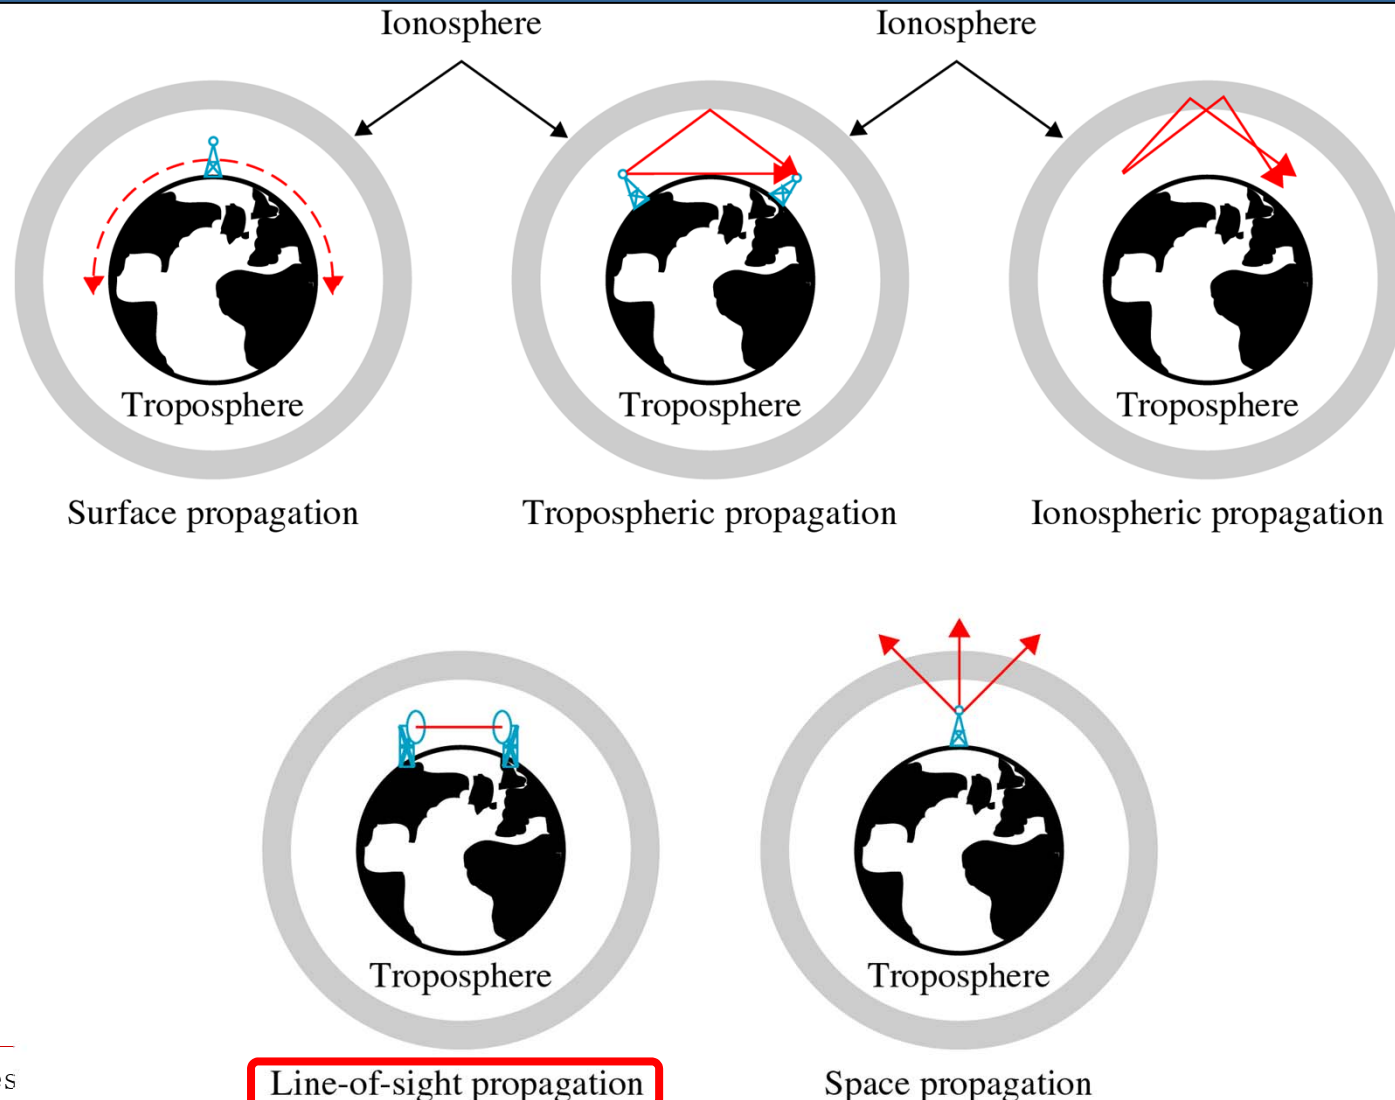 Ionosphere
Ionosphere
Troposphere
Troposphere
Troposphere
Surface propagation
Tropospheric propagation
Ionospheric propagation
Troposphere
Troposphere
Line-of-sight propagation
Space propagation